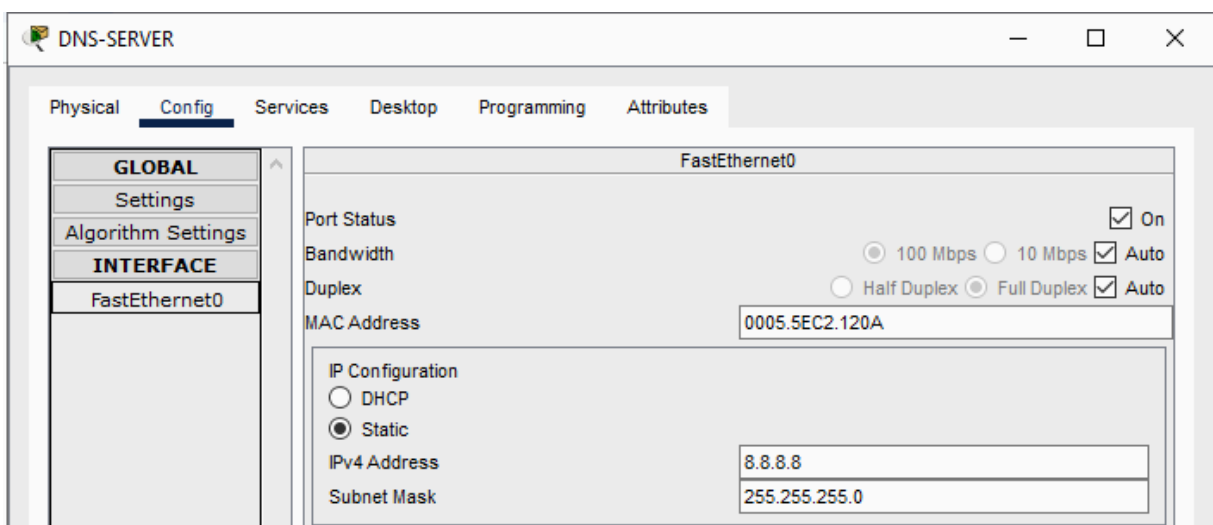 DNS-SERVER
Physical Config Services Desktop Programming Attributes
GLOBAL
Settings
Algorithm Settings
INTERFACE
FastEthernet0
FastEthernet0
Port Status On
Bandwidth 100 Mbps 10 Mbps Auto
Duplex Half Duplex Full Duplex Auto
MAC Address 0005.5EC2.120A
IP Configuration
DHCP
Static
IPv4 Address 8.8.8.8
Subnet Mask 255.255.255.0